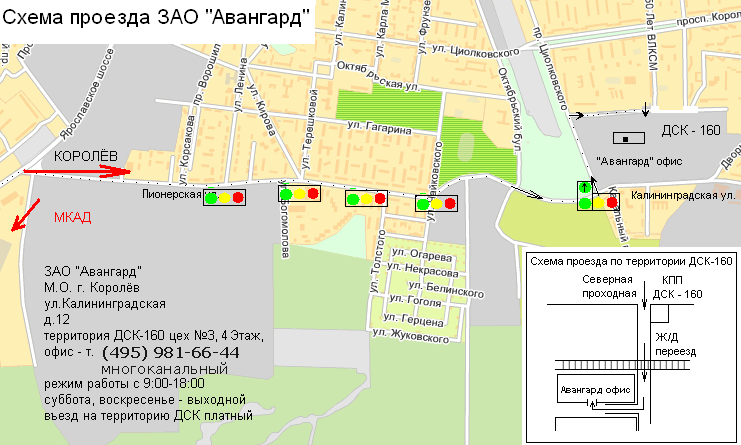 Схема проезда ЗАО "Авангард"
ул. Калини
ул. Карла М
ул. Фрунзе
ул. Циолковского
пр. Циолковского
50 Лет ВЛКСМ
просп. Коро
Октябрьская ул.
Октябрьский бул
Ярославское шоссе
ул. Корсакова
пр. Ворошил
ул. Ленина
ул. Кирова
ул. Терешковой
ул. Гагарина
ДСК - 160
"Авангард" офис
Дворц
КОРОЛЁВ
Пионерская ул.
МКАД
ул. Богомолова
ул. Чайковского
Калининградская ул.
ул. Толстого
ул. Огарева
ул. Некрасова
ул. Белинского
ул. Гоголя
ул. Герцена
ул. Жуковского
ЗАО "Авангард"
М.О. г. Королёв
ул.Калининградская
д.12
территория ДСК-160 цех №3, 4 Этаж,
офис - т. (495) 981-66-44
многоканальный
режим работы с 9:00-18:00
суббота, воскресенье - выходной
въезд на территорию ДСК платный
Схема проезда по территории ДСК-160
Северная
проходная
КПП
ДСК - 160
Ж/Д
переезд
Авангард офис